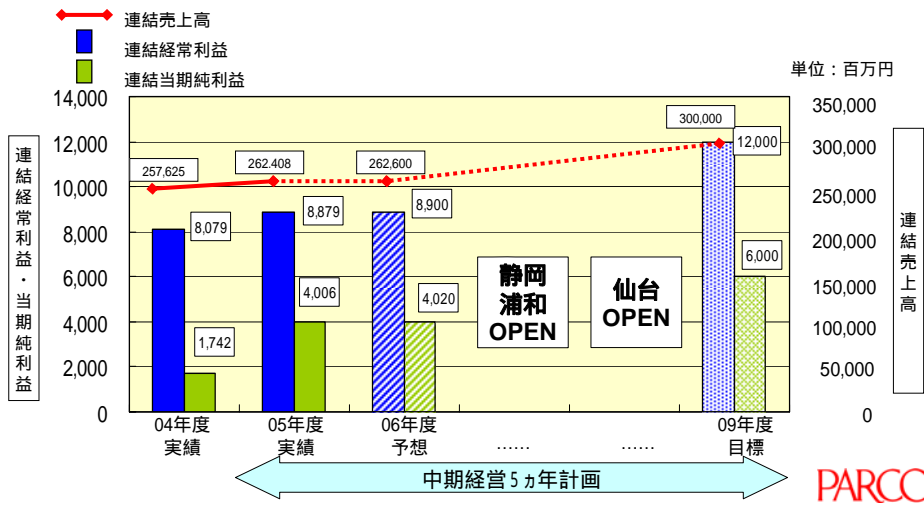 連結売上高
連結経常利益
連結当期純利益
単位：百万円
14,000
12,000
10,000
8,000
6,000
4,000
2,000
0
連結経常利益・当期純利益
350,000
300,000
250,000
200,000
150,000
100,000
50,000
0
連結売上高
257,625
262.408
262,600
300,000
8,079
8,879
8,900
12,000
1,742
4,006
4,020
6,000
静岡
浦和
OPEN
仙台
OPEN
04年度
実績
05年度
実績
06年度
予想
……
……
09年度
目標
中期経営5ヵ年計画
PARCO